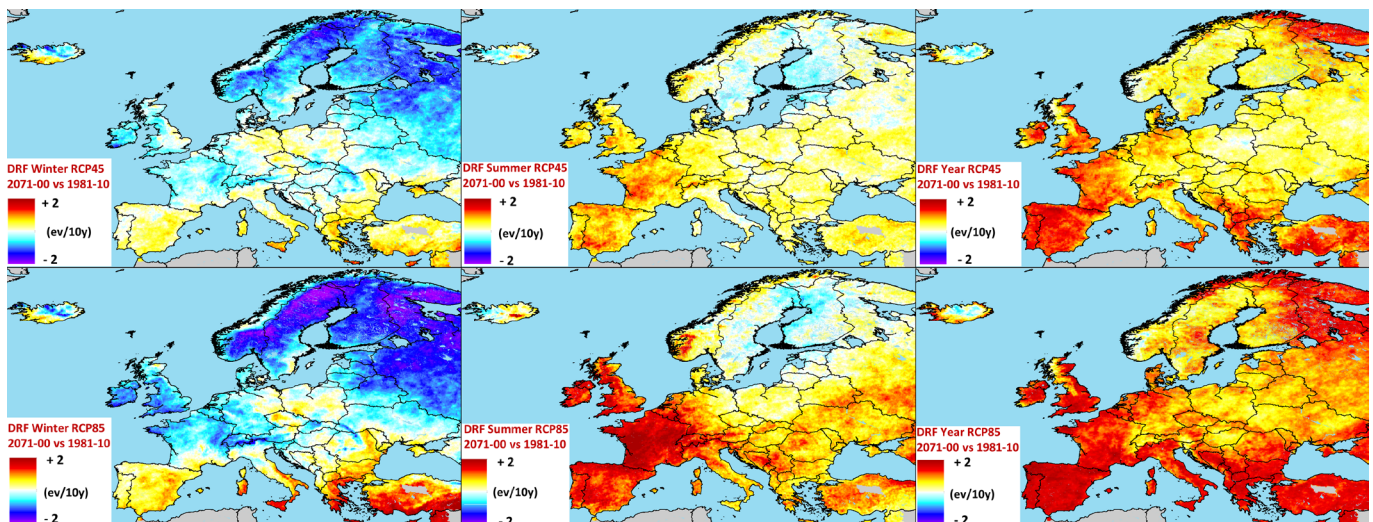 DRF Winter RCP45
2071-00 vs 1981-10
+ 2
(ev/10y)
- 2
DRF Summer RCP45
2071-00 vs 1981-10
+ 2
(ev/10y)
- 2
DRF Year RCP45
2071-00 vs 1981-10
+ 2
(ev/10y)
- 2
DRF Winter RCP85
2071-00 vs 1981-10
+ 2
(ev/10y)
- 2
DRF Summer RCP85
2071-00 vs 1981-10
+ 2
(ev/10y)
- 2
DRF Year RCP85
2071-00 vs 1981-10
+ 2
(ev/10y)
- 2